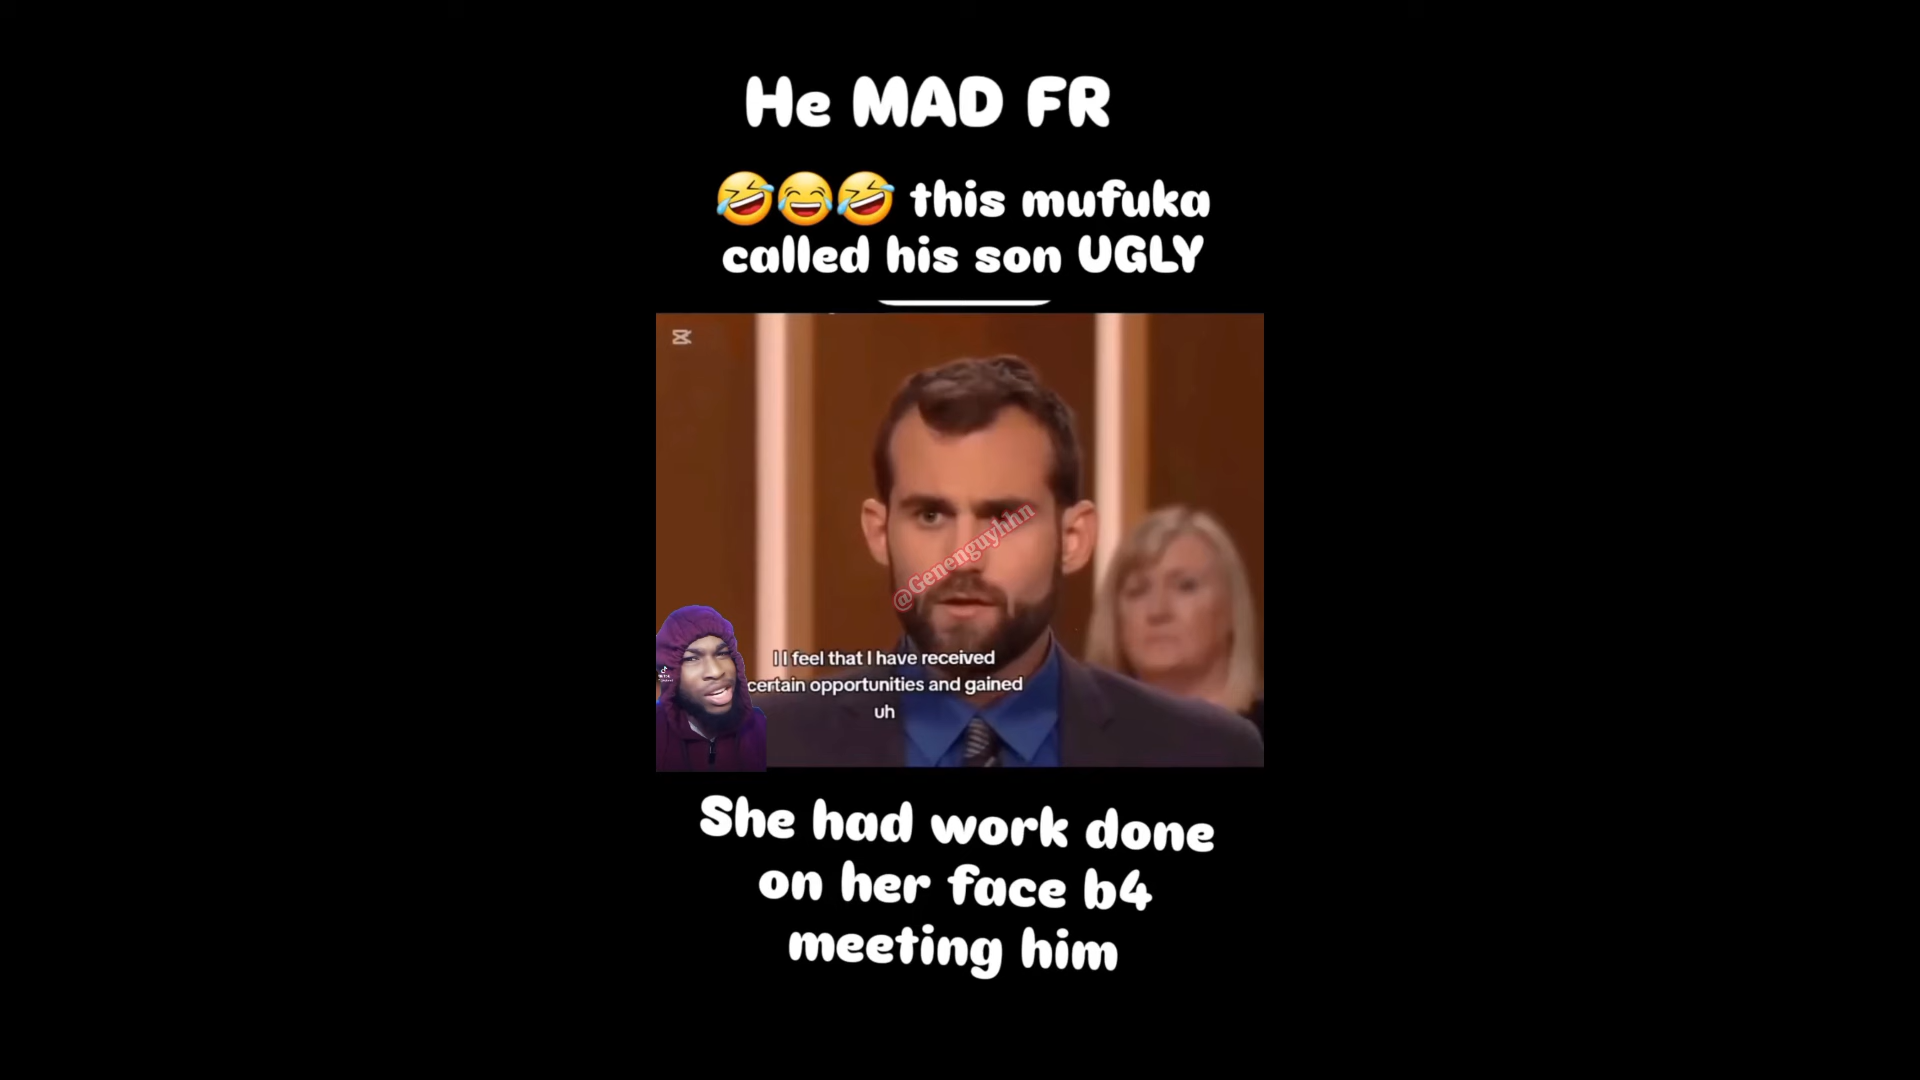 He MAD FR
🤣😂🤣 this mufuka
called his son UGLY
@Genenguyhhn
I I feel that I have received
certain opportunities and gained
uh
She had work done
on her face b4
meeting him